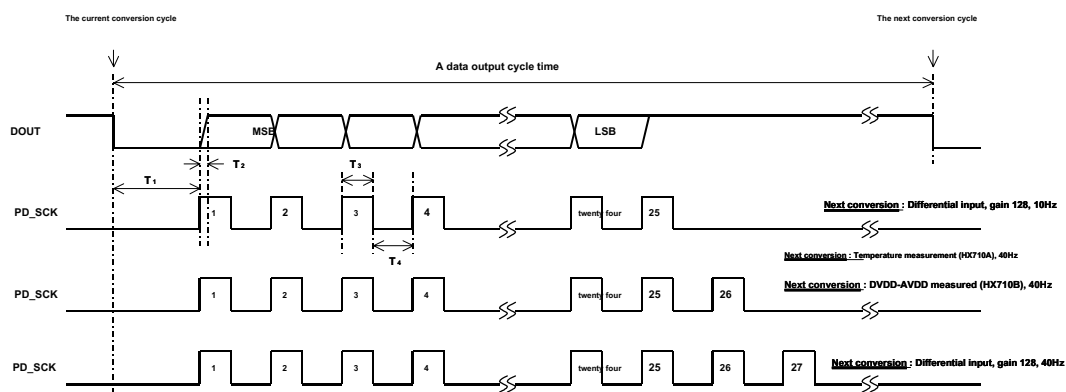 The current conversion cycle
The next conversion cycle
A data output cycle time
DOUT
MSB
LSB
T2
T3
T1
PD_SCK
1
2
3
4
twenty four
25
Next conversion : Differential input, gain 128, 10Hz
T4
Next conversion : Temperature measurement (HX710A), 40Hz
PD_SCK
1
2
3
4
twenty four
25
26
Next conversion : DVDD-AVDD measured (HX710B), 40Hz
PD_SCK
1
2
3
4
twenty four
25
26
27
Next conversion : Differential input, gain 128, 40Hz